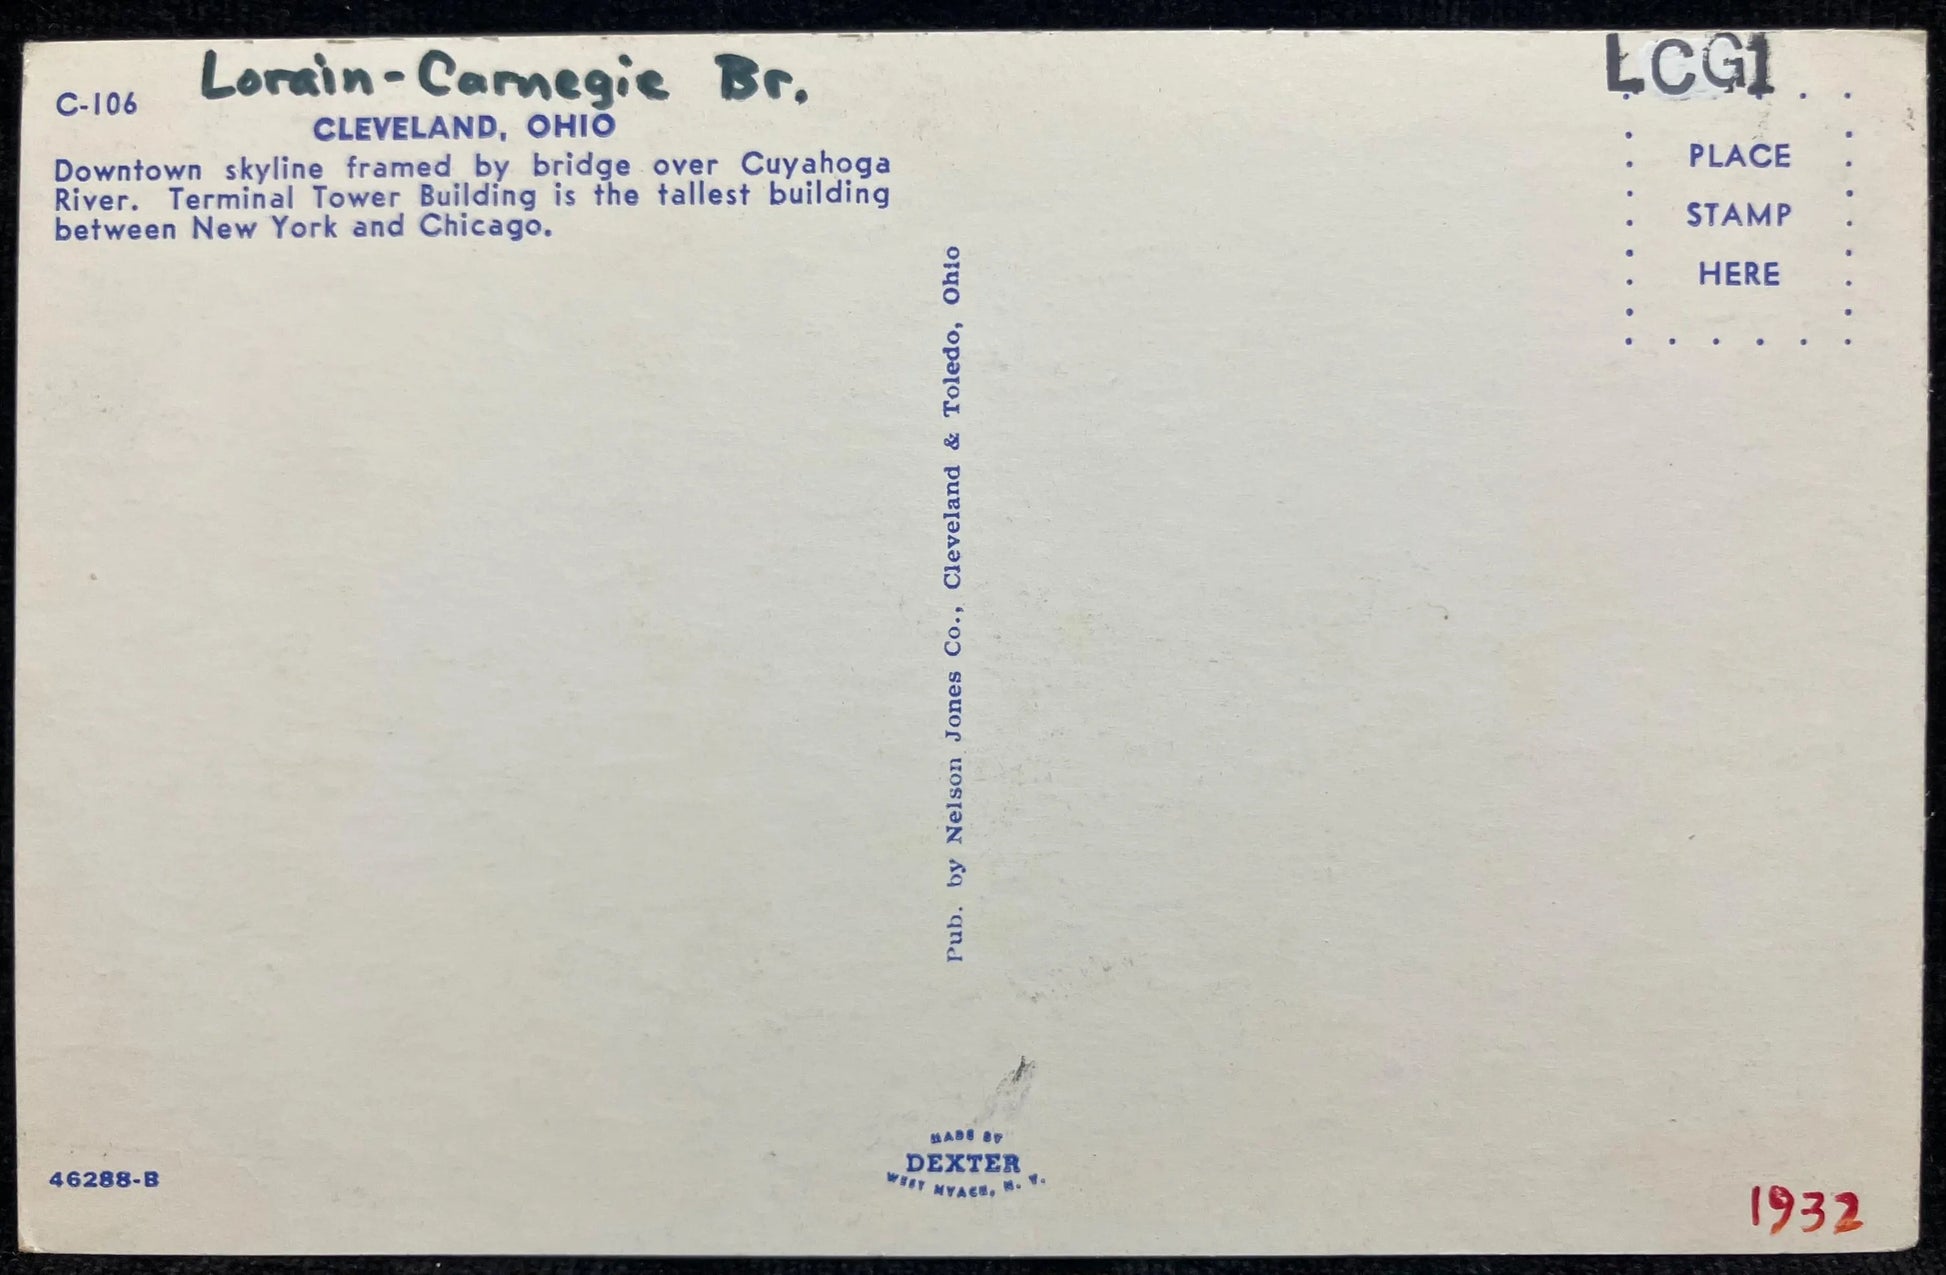 Lorain-Carnegie Br.
LCG1
C-106
CLEVELAND, OHIO
Downtown skyline framed by bridge over Cuyahoga
River. Terminal Tower Building is the tallest building
between New York and Chicago.
PLACE
STAMP
HERE
Pub. by Nelson Jones Co., Cleveland & Toledo, Ohio
MADE BY
DEXTER
WEST NYACK, N. Y.
46288-B
1932